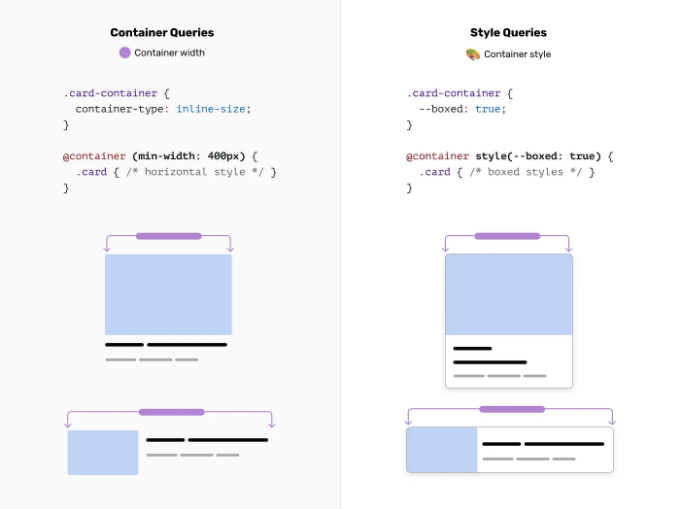 Container Queries
Container width
.card-container {
container-type: inline-size;
}
@container (min-width: 400px) {
.card { /* horizontal style */ }
}
Style Queries
Container style
.card-container {
--boxed: true;
}
@container style(--boxed: true) {
.card { /* boxed styles */ }
}